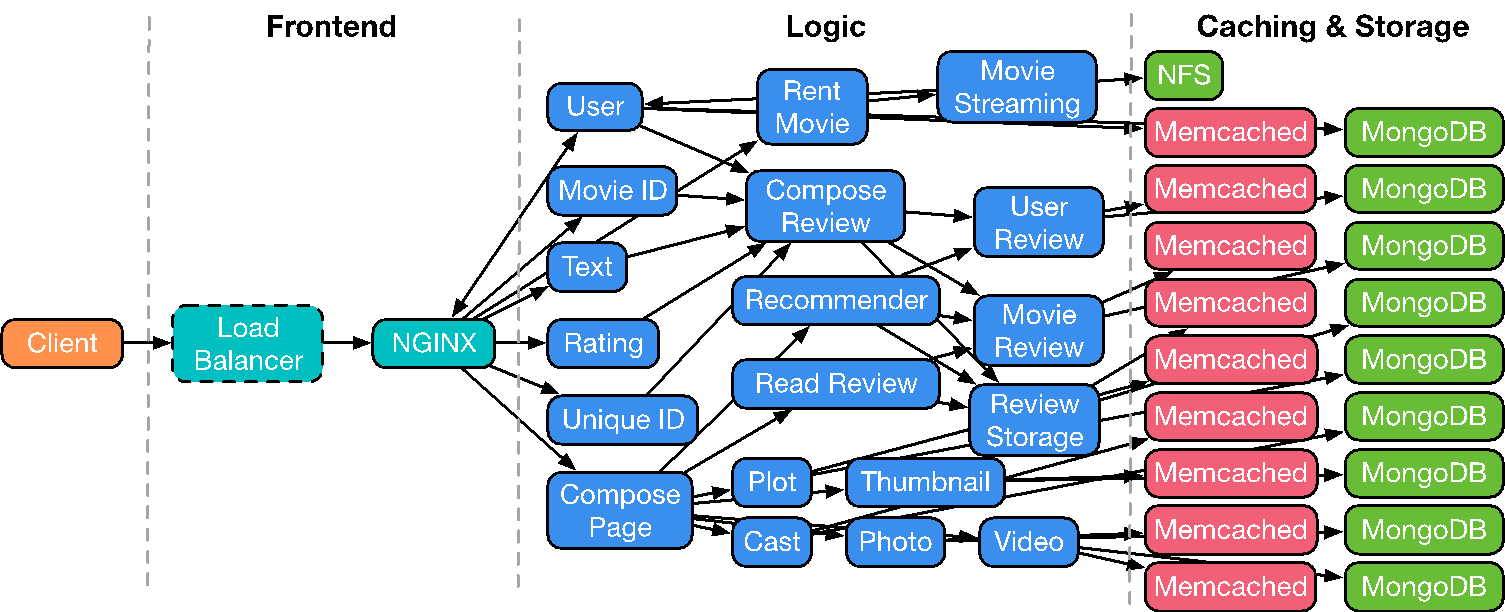 Frontend
Logic
Caching & Storage
Client
Load
Balancer
NGINX
User
Movie ID
Text
Rating
Unique ID
Compose
Page
Rent
Movie
Compose
Review
Recommender
Read Review
Plot
Thumbnail
Cast
Photo
Video
Movie
Streaming
User
Review
Movie
Review
Review
Storage
NFS
Memcached
MongoDB
Memcached
MongoDB
Memcached
MongoDB
Memcached
MongoDB
Memcached
MongoDB
Memcached
MongoDB
Memcached
MongoDB
Memcached
MongoDB
Memcached
MongoDB